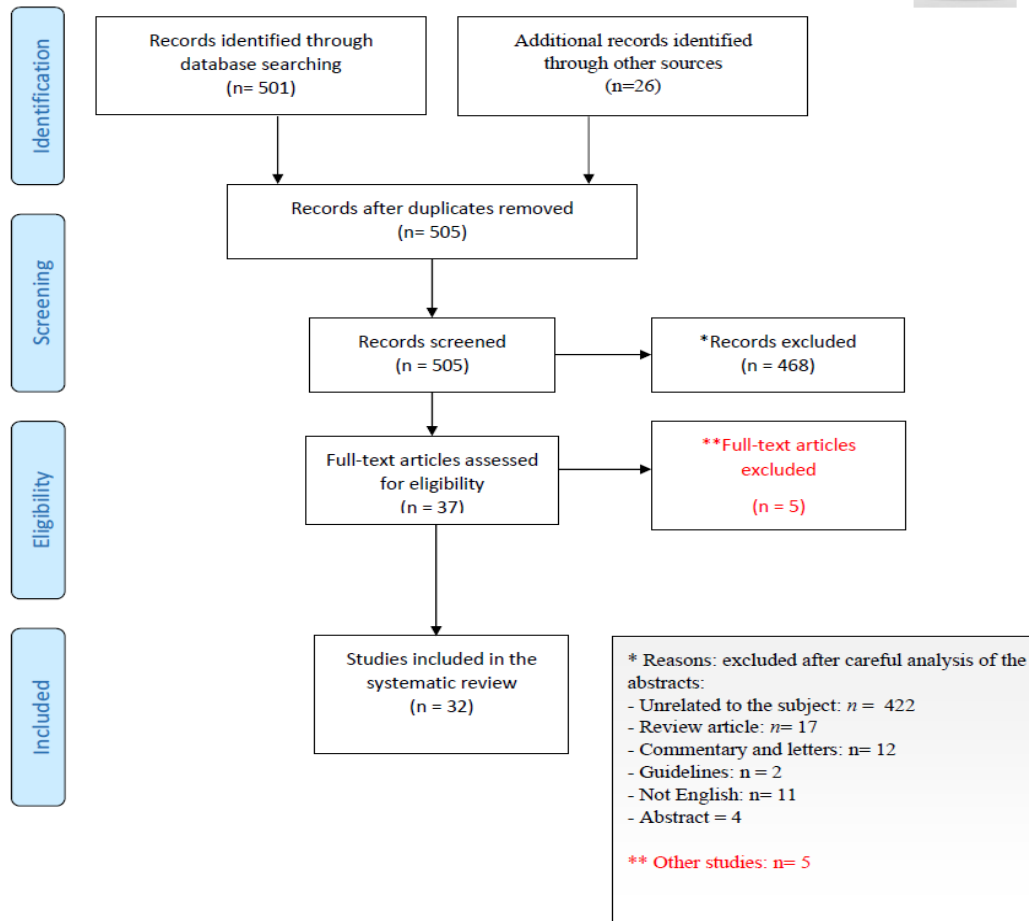 Identification
Records identified through
database searching
(n= 501)
Additional records identified
through other sources
(n=26)
Records after duplicates removed
(n= 505)
Screening
Records screened
(n = 505)
*Records excluded
(n = 468)
Eligibility
Full-text articles assessed
for eligibility
(n = 37)
**Full-text articles
excluded
(n = 5)
Included
Studies included in the
systematic review
(n = 32)
* Reasons: excluded after careful analysis of the
abstracts:
- Unrelated to the subject: n = 422
- Review article: n= 17
- Commentary and letters: n= 12
- Guidelines: n = 2
- Not English: n= 11
- Abstract = 4
** Other studies: n= 5